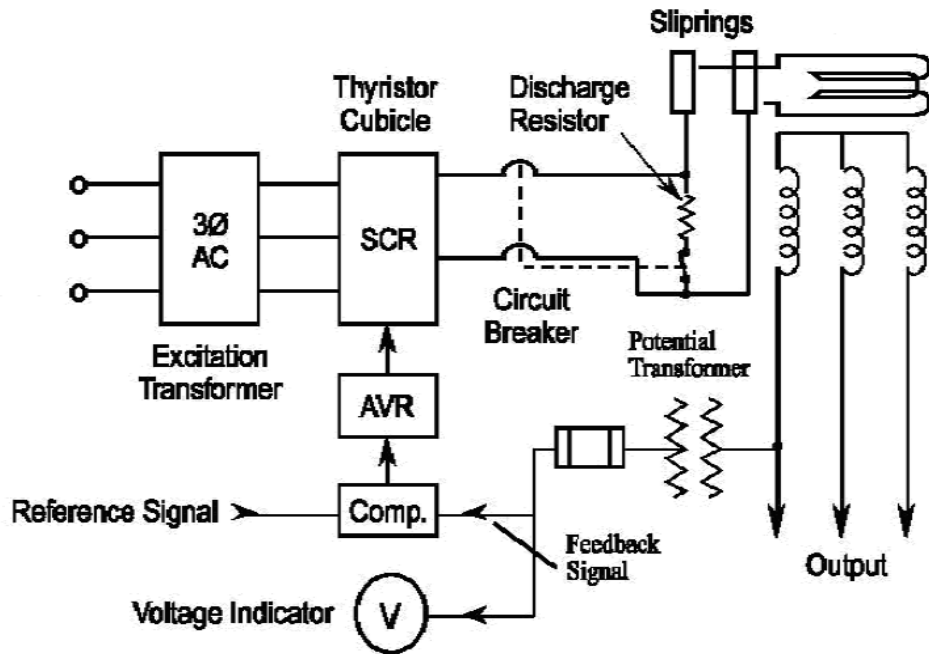 Sliprings
Thyristor
Cubicle
Discharge
Resistor
3Ø
AC
SCR
Circuit
Breaker
Excitation
Transformer
Potential
Transformer
AVR
Reference Signal
Comp.
Feedback
Signal
Output
Voltage Indicator
V